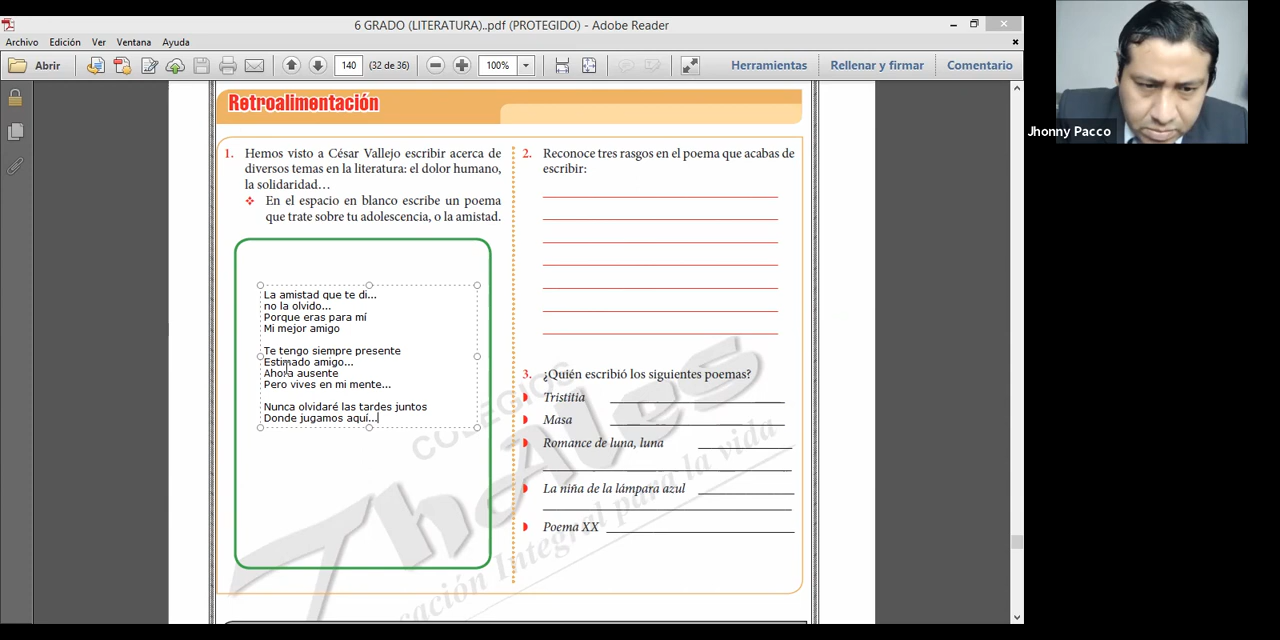 6 GRADO (LITERATURA)..pdf (PROTEGIDO) - Adobe Reader
Archivo Edición Ver Ventana Ayuda
Abrir 140 (32 de 36) 100% Herramientas Rellenar y firmar Comentario
Jhonny Pacco
Retroalimentación
1. Hemos visto a César Vallejo escribir acerca de
diversos temas en la literatura: el dolor humano,
la solidaridad…
❖ En el espacio en blanco escribe un poema
que trate sobre tu adolescencia, o la amistad.
La amistad que te di...
no la olvido...
Porque eras para mí
Mi mejor amigo
Te tengo siempre presente
Estimado amigo...
Ahora ausente
Pero vives en mi mente...
Nunca olvidaré las tardes juntos
Donde jugamos aquí...
2. Reconoce tres rasgos en el poema que acabas de
escribir:
3. ¿Quién escribió los siguientes poemas?
Tristitia
Masa
Romance de luna, luna
La niña de la lámpara azul
Poema XX
COLEGIOS
Thales
cación Integral para la vida